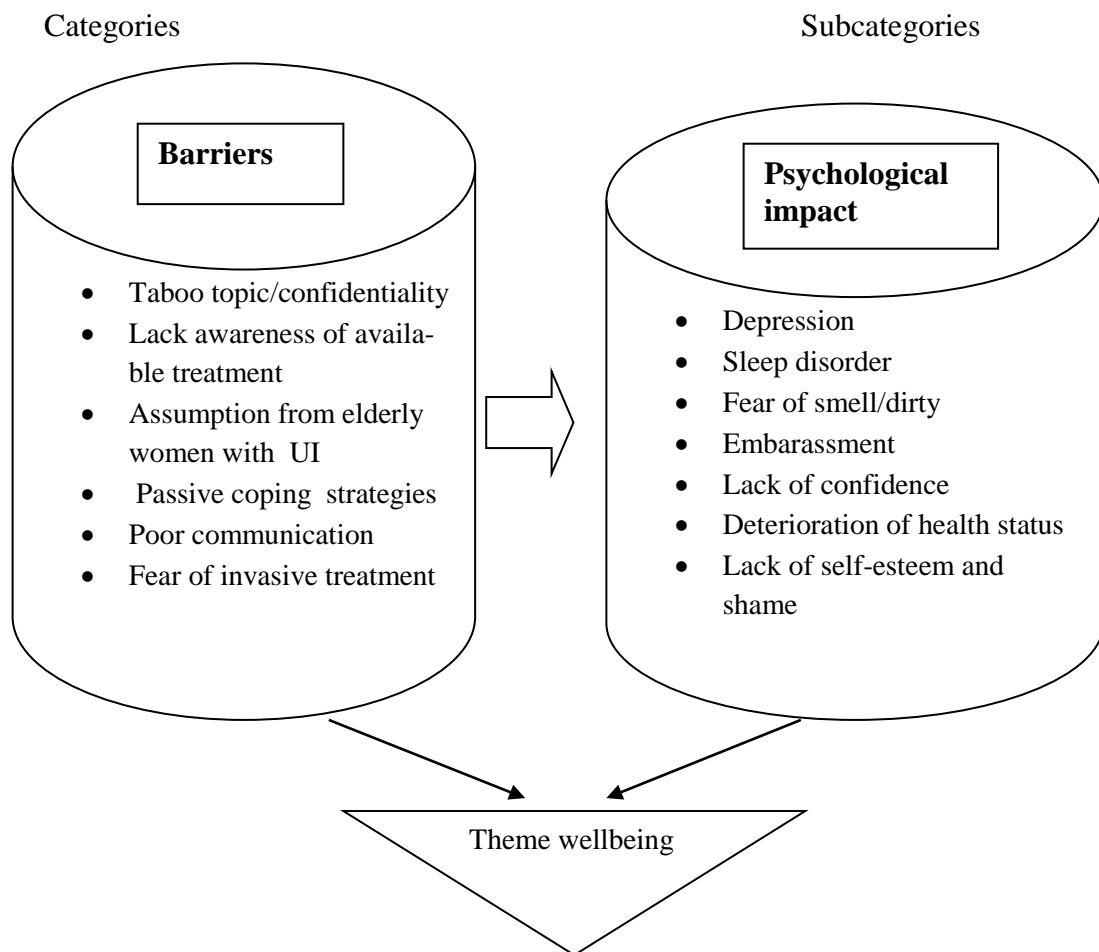 Categories
Subcategories
Barriers
• Taboo topic/confidentiality
• Lack awareness of availa-
ble treatment
• Assumption from elderly
women with UI
• Passive coping strategies
• Poor communication
• Fear of invasive treatment
Psychological
impact
• Depression
• Sleep disorder
• Fear of smell/dirty
• Embarassment
• Lack of confidence
• Deterioration of health status
• Lack of self-esteem and
shame
Theme wellbeing